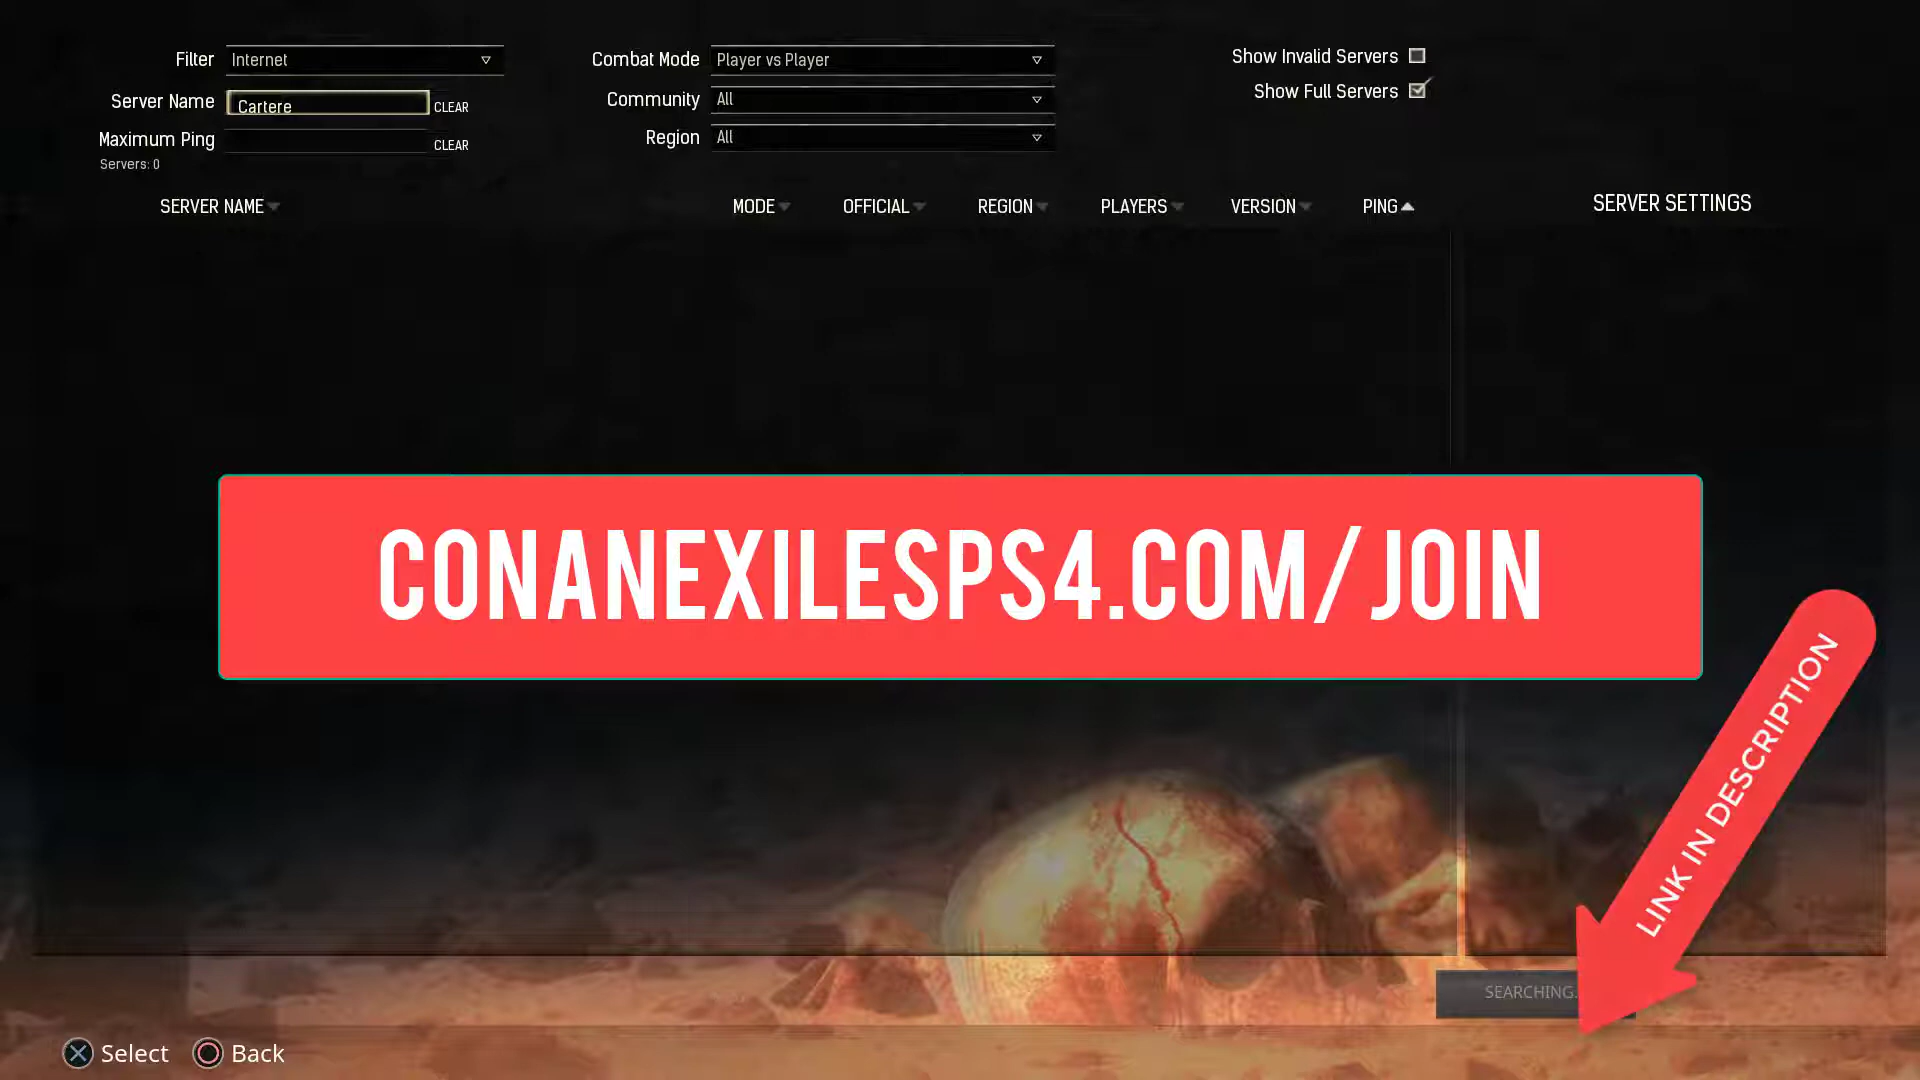 Filter Internet
Server Name Cartere CLEAR
Maximum Ping CLEAR
Servers: 0
Combat Mode Player vs Player
Community All
Region All
Show Invalid Servers
Show Full Servers
SERVER NAME MODE OFFICIAL REGION PLAYERS VERSION PING SERVER SETTINGS
CONANEXILESPS4.COM/JOIN
LINK IN DESCRIPTION
SEARCHING.
Select Back